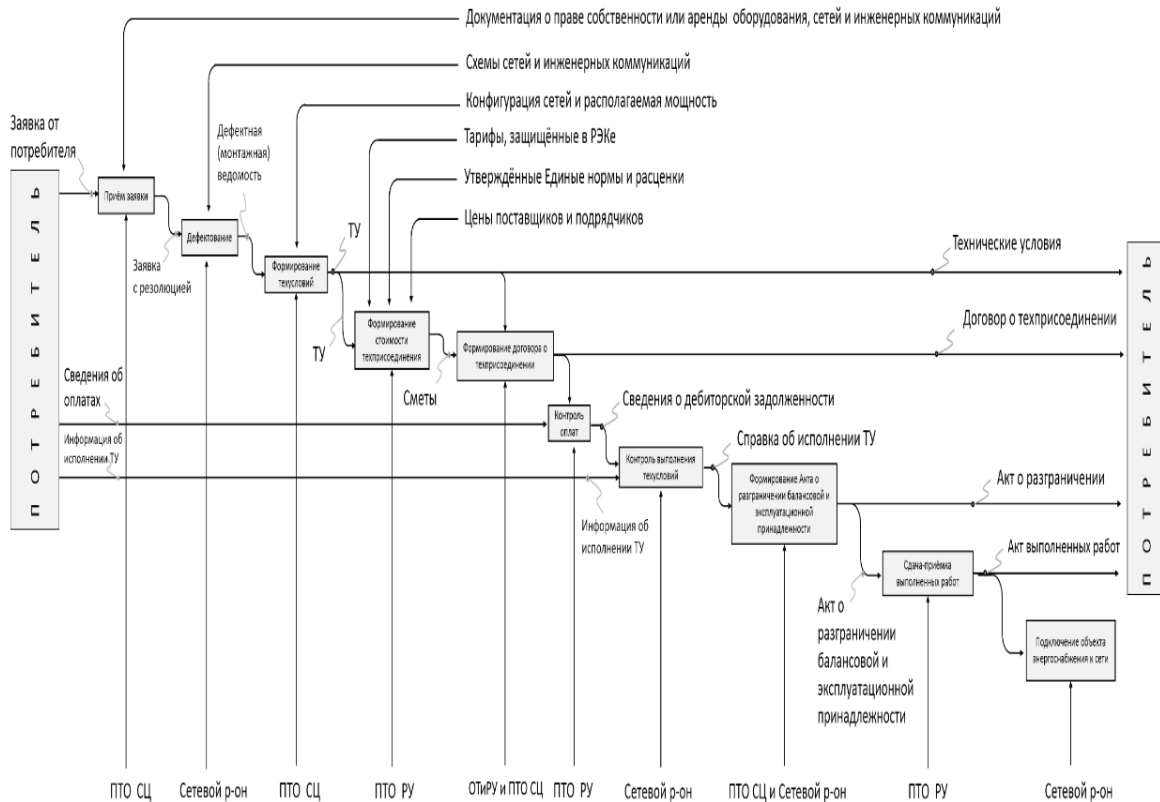 Документация о праве собственности или аренды оборудования, сетей и инженерных коммуникаций
Схемы сетей и инженерных коммуникаций
Конфигурация сетей и располагаемая мощность
Тарифы, защищённые в РЭКе
Утверждённые Единые нормы и расценки
Цены поставщиков и подрядчиков
Заявка от
потребителя
ПОТРЕБИТЕЛЬ
Приём заявки
Заявка
с резолюцией
Дефектование
Дефектная
(монтажная)
ведомость
Формирование
техусловий
ТУ
ТУ
Формирование
стоимости
техприсоединения
Сметы
Формирование договора о
техприсоединении
Технические условия
Договор о техприсоединении
ПОТРЕБИТЕЛЬ
Сведения об
оплатах
Контроль
оплат
Сведения о дебиторской задолженности
Информация об
исполнении ТУ
Контроль выполнения
техусловий
Информация об
исполнении ТУ
Справка об исполнении ТУ
Формирование Акта о
разграничении балансовой и
эксплуатационной
принадлежности
Акт о разграничении
Акт о
разграничении
балансовой и
эксплуатационной
принадлежности
Сдача-приёмка
выполненных работ
Акт выполненных работ
Подключение объекта
энергоснабжения к сети
ПТО СЦ
Сетевой р-он
ПТО СЦ
ПТО РУ
ОТиРУ и ПТО СЦ
ПТО РУ
Сетевой р-он
ПТО СЦ и Сетевой р-он
ПТО РУ
Сетевой р-он